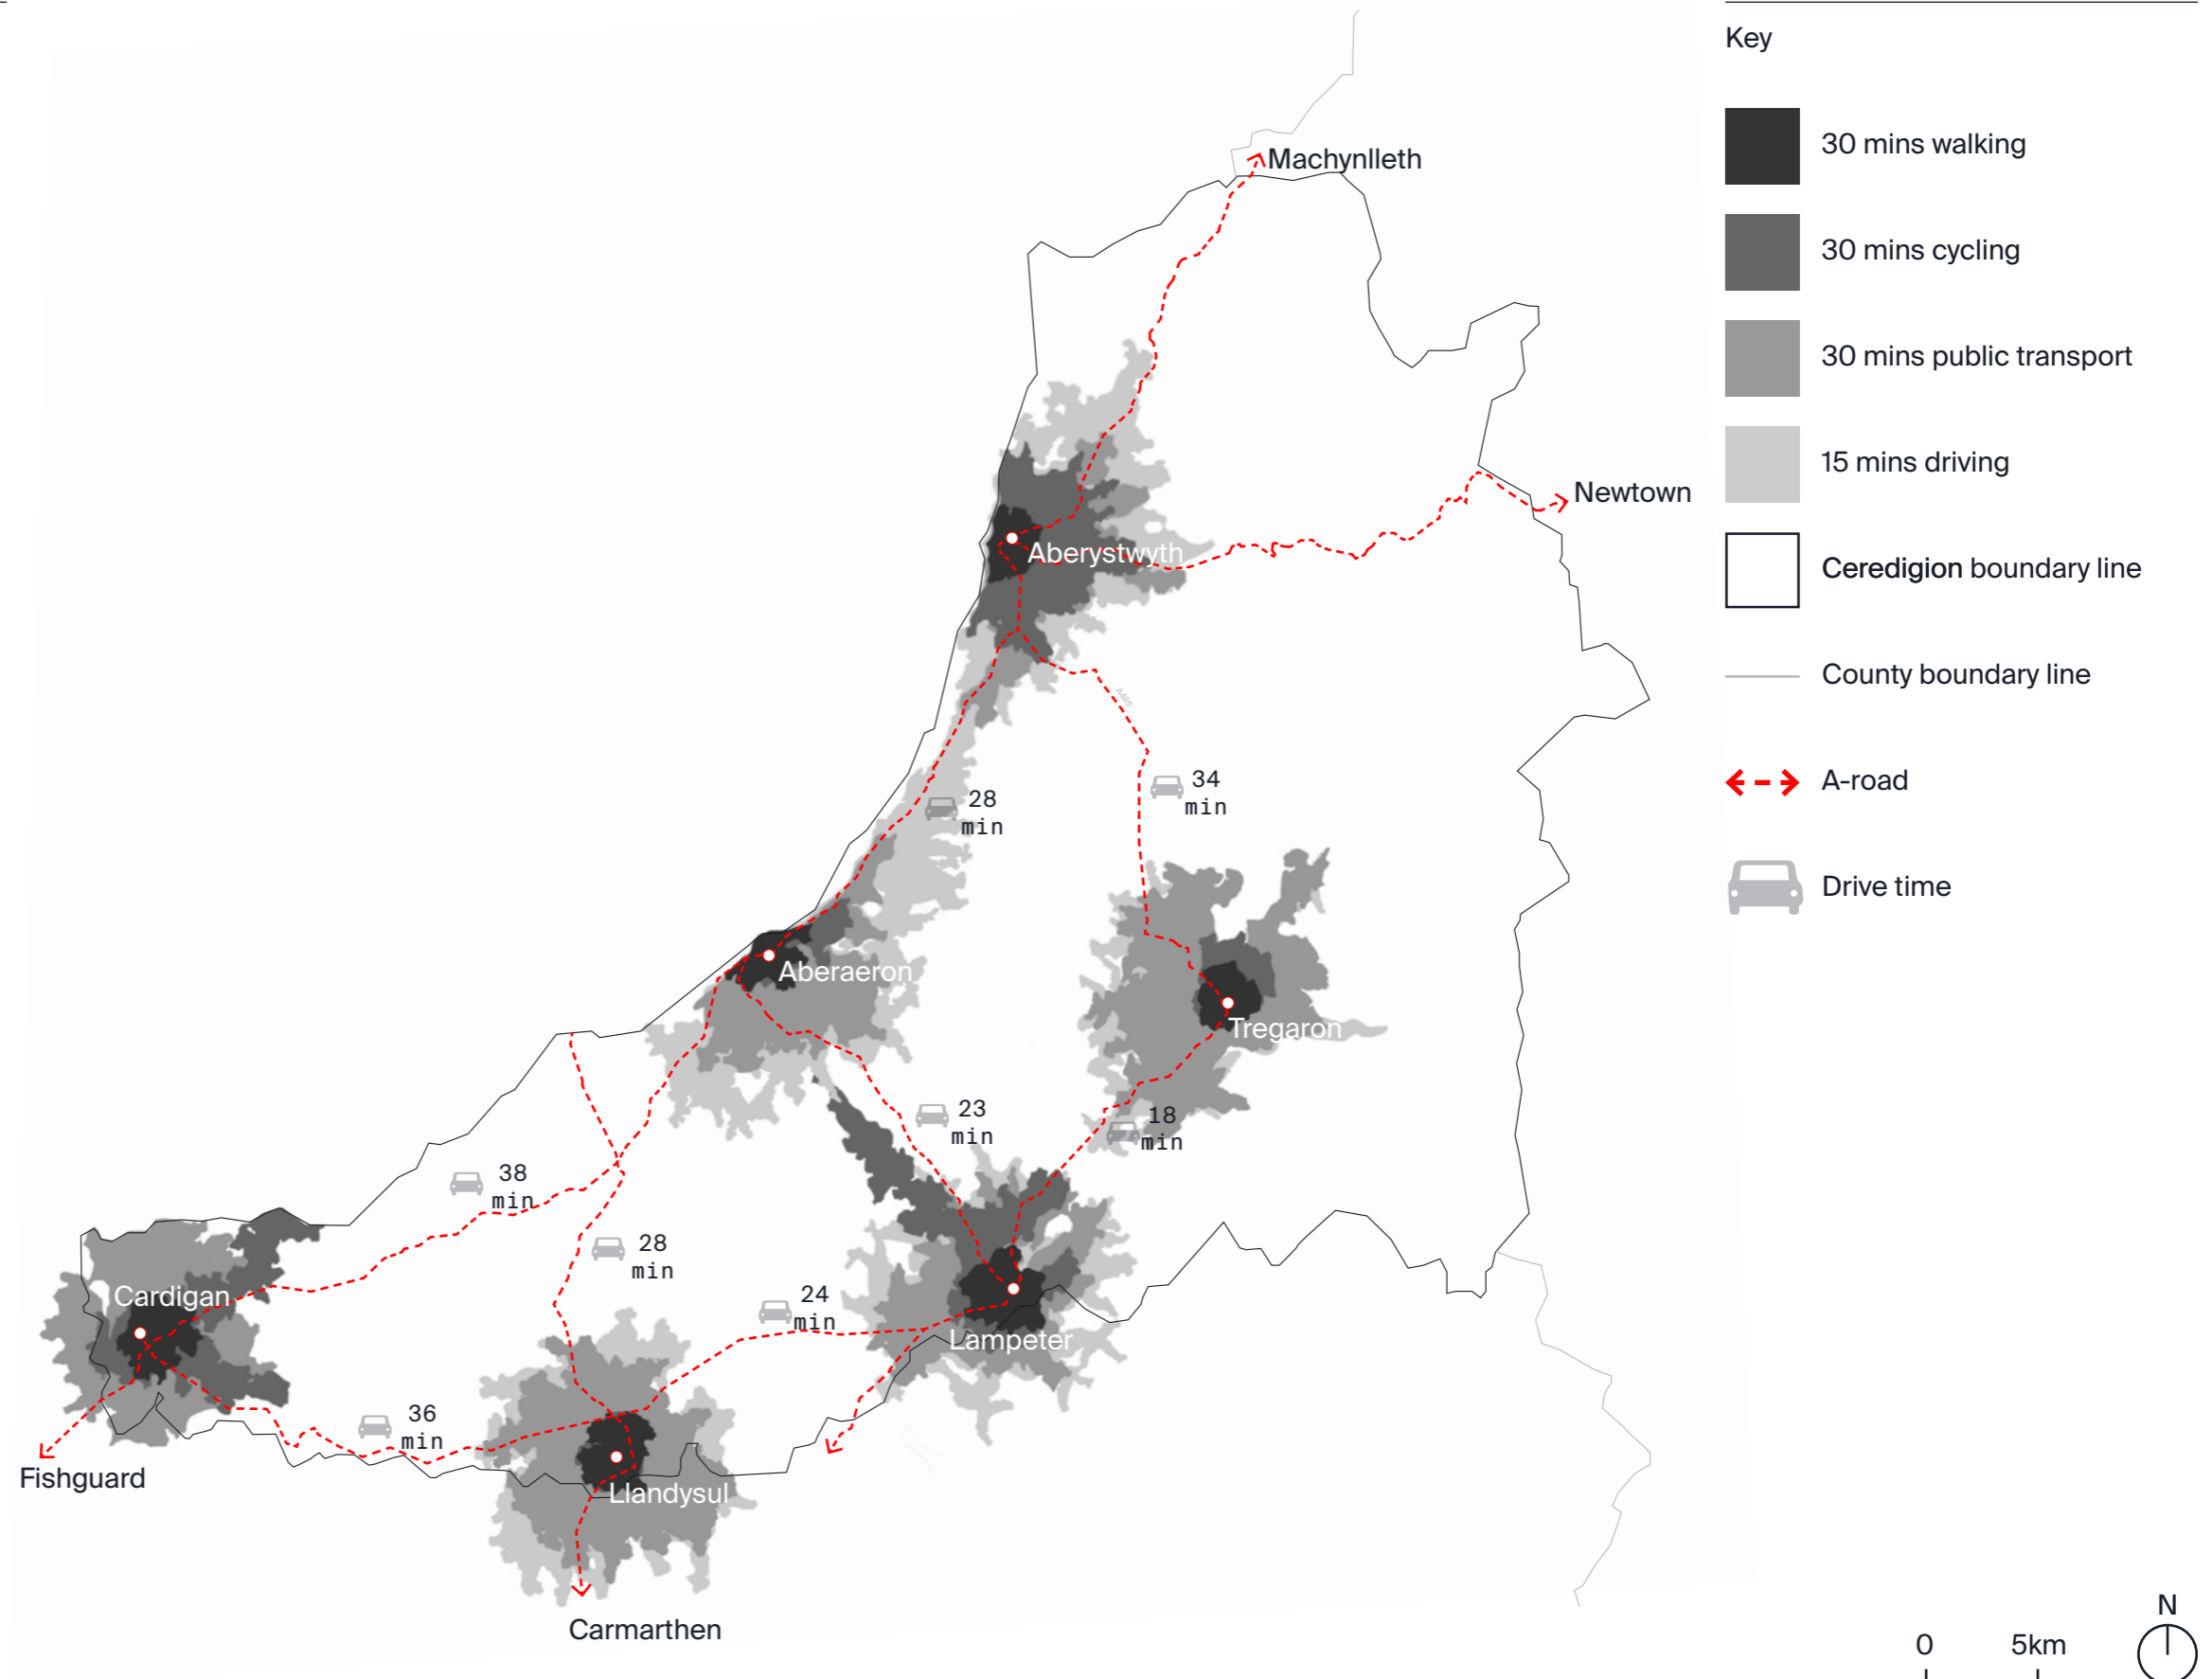 Key
30 mins walking
30 mins cycling
30 mins public transport
15 mins driving
Ceredigion boundary line
County boundary line
A-road
Drive time
Machynlleth
Newtown
Aberystwyth
A485
34
min
28
min
Aberaeron
Tregaron
23
min
18
min
38
min
28
min
24
min
Cardigan
Lampeter
36
min
Fishguard
Llandysul
Carmarthen
N
0 5km